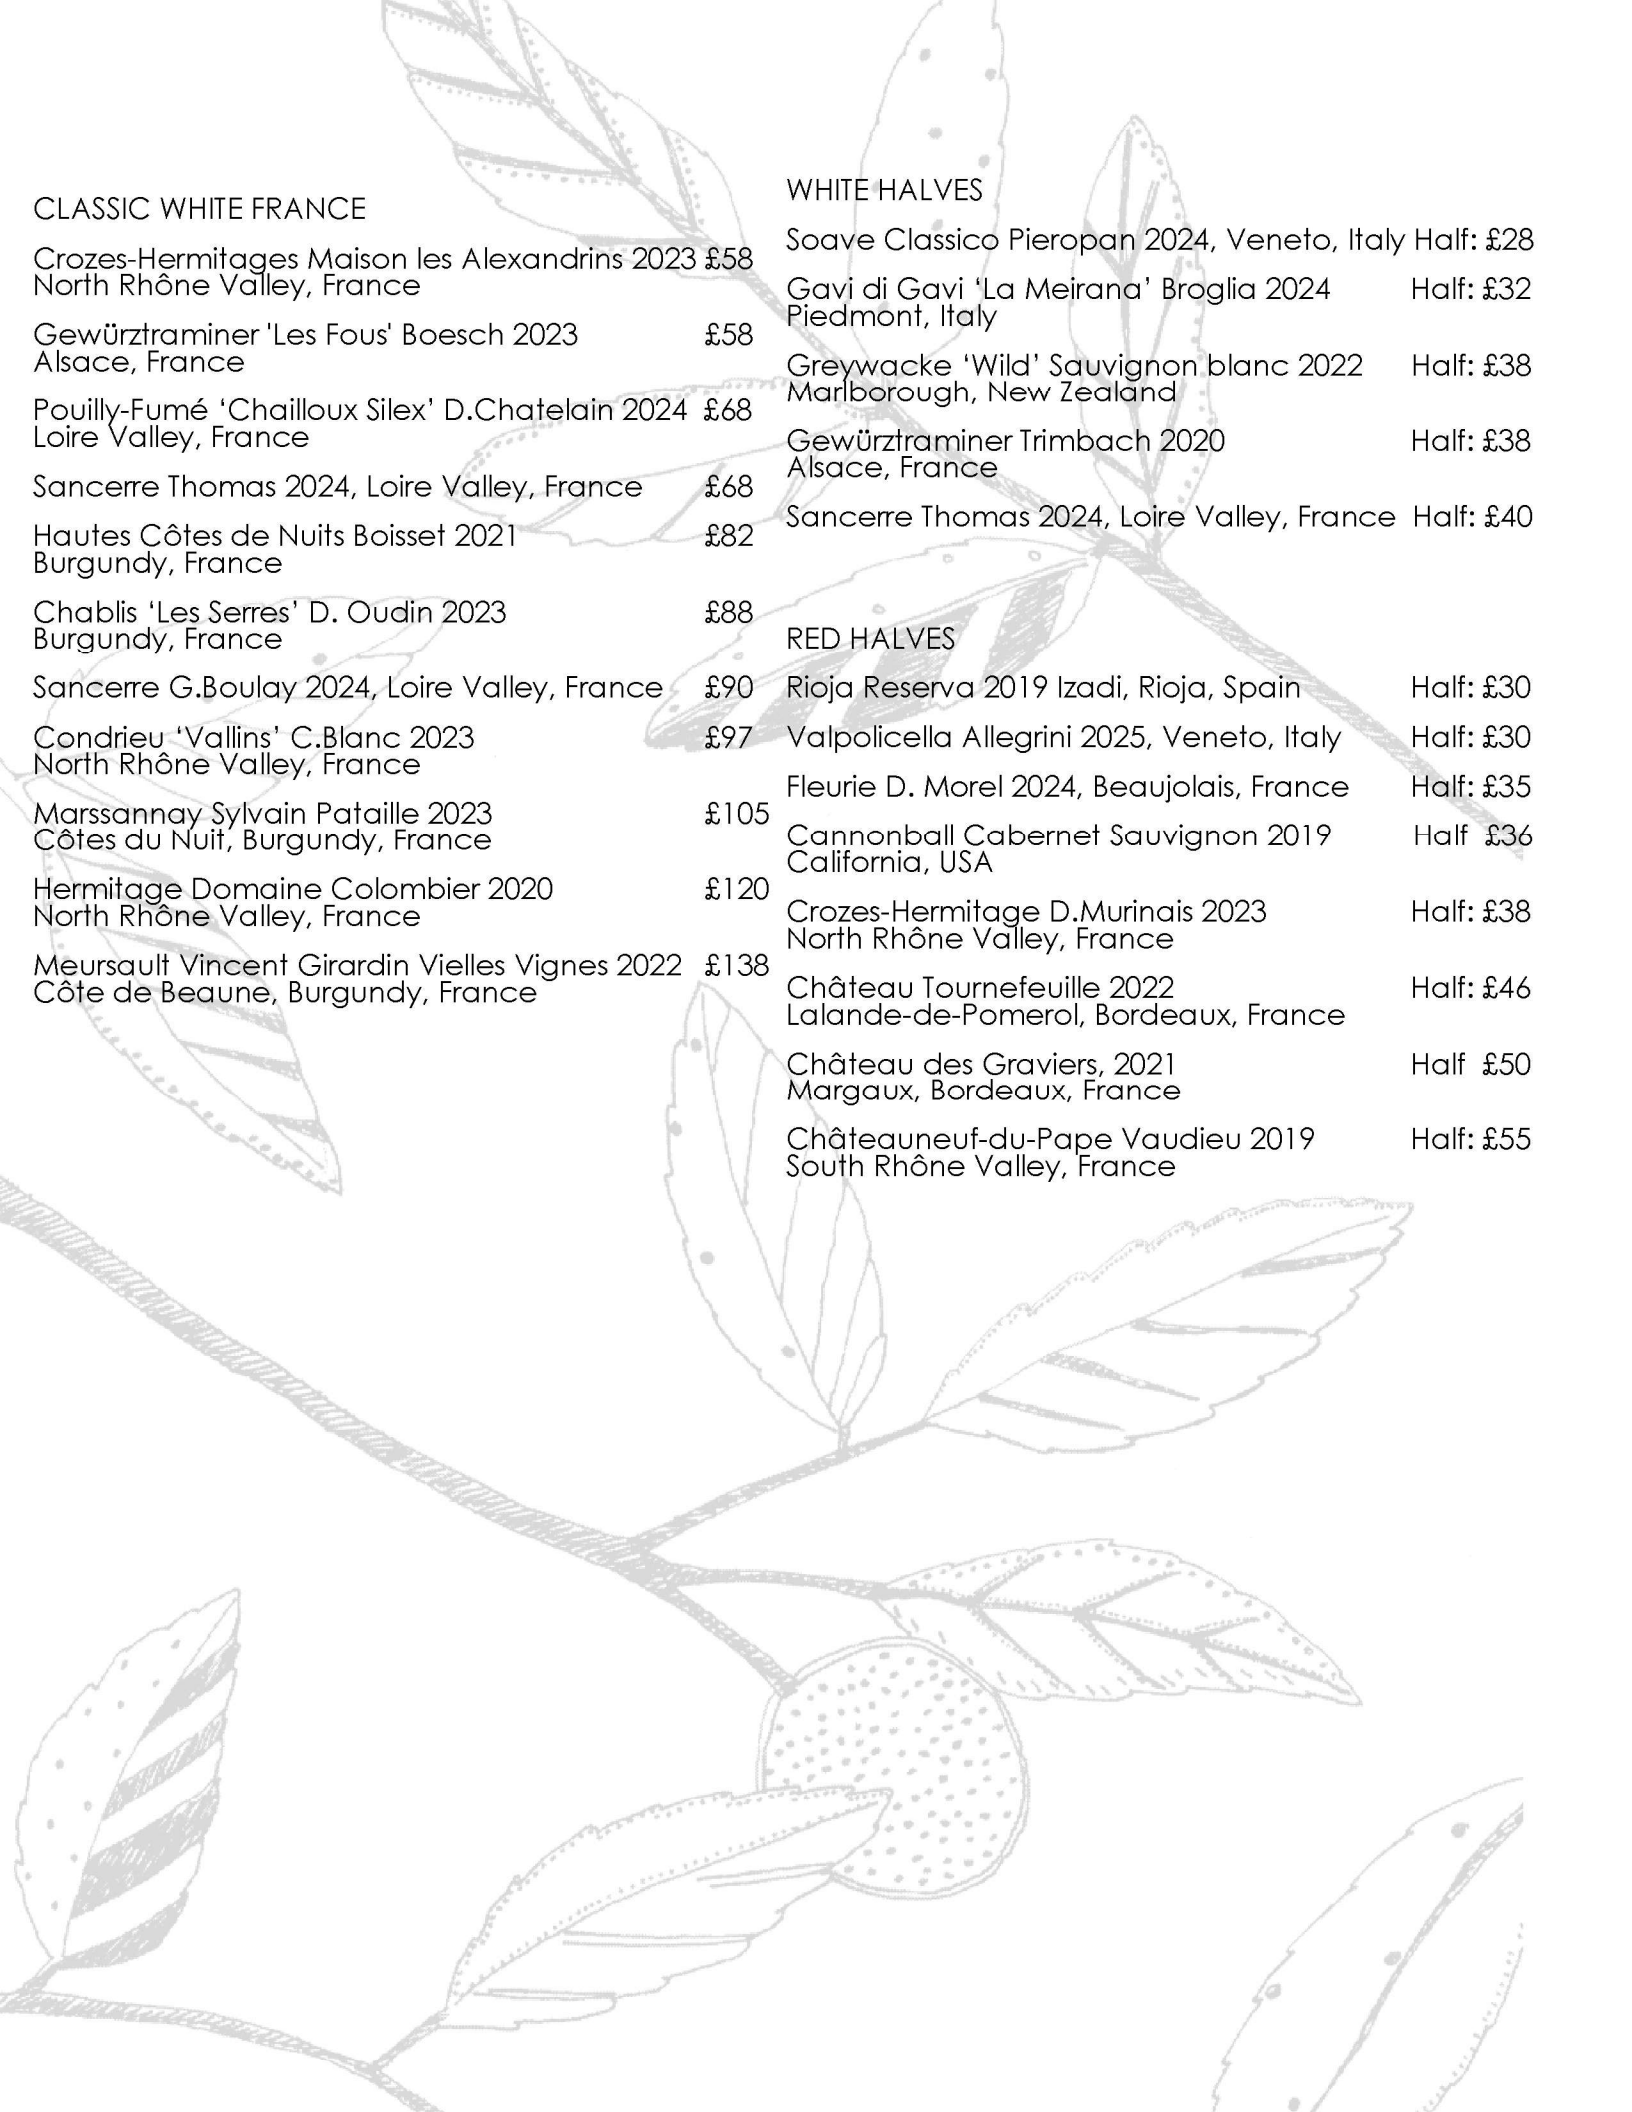 CLASSIC WHITE FRANCE
Crozes-Hermitages Maison les Alexandrins 2023 £58
North Rhône Valley, France
Gewürztraminer 'Les Fous' Boesch 2023 £58
Alsace, France
Pouilly-Fumé ‘Chailloux Silex’ D.Chatelain 2024 £68
Loire Valley, France
Sancerre Thomas 2024, Loire Valley, France £68
Hautes Côtes de Nuits Boisset 2021 £82
Burgundy, France
Chablis ‘Les Serres’ D. Oudin 2023 £88
Burgundy, France
Sancerre G.Boulay 2024, Loire Valley, France £90
Condrieu ‘Vallins’ C.Blanc 2023 £97
North Rhône Valley, France
Marssannay Sylvain Pataille 2023 £105
Côtes du Nuit, Burgundy, France
Hermitage Domaine Colombier 2020 £120
North Rhône Valley, France
Meursault Vincent Girardin Vielles Vignes 2022 £138
Côte de Beaune, Burgundy, France
WHITE HALVES
Soave Classico Pieropan 2024, Veneto, Italy Half: £28
Gavi di Gavi ‘La Meirana’ Broglia 2024 Half: £32
Piedmont, Italy
Greywacke ‘Wild’ Sauvignon blanc 2022 Half: £38
Marlborough, New Zealand
Gewürztraminer Trimbach 2020 Half: £38
Alsace, France
Sancerre Thomas 2024, Loire Valley, France Half: £40
RED HALVES
Rioja Reserva 2019 Izadi, Rioja, Spain Half: £30
Valpolicella Allegrini 2025, Veneto, Italy Half: £30
Fleurie D. Morel 2024, Beaujolais, France Half: £35
Cannonball Cabernet Sauvignon 2019 Half £36
California, USA
Crozes-Hermitage D.Murinais 2023 Half: £38
North Rhône Valley, France
Château Tournefeuille 2022 Half: £46
Lalande-de-Pomerol, Bordeaux, France
Château des Graviers, 2021 Half £50
Margaux, Bordeaux, France
Châteauneuf-du-Pape Vaudieu 2019 Half: £55
South Rhône Valley, France